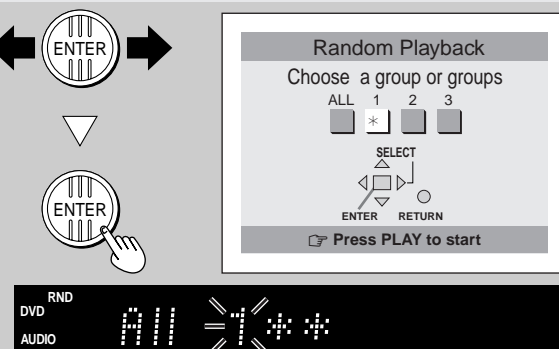 ENTER
Random Playback
Choose a group or groups
ALL 1 2 3
*
SELECT
ENTER
ENTER RETURN
☞ Press PLAY to start
RND
DVD
AUDIO
All 1 * *